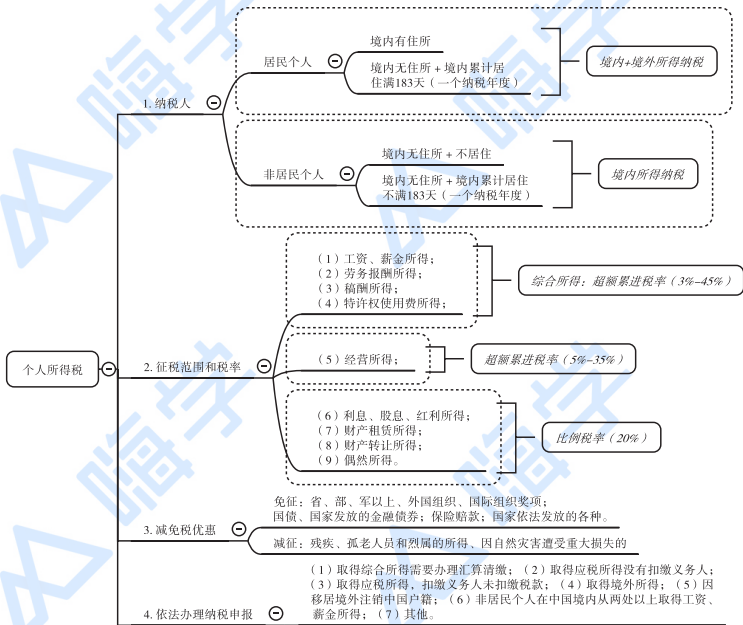 个人所得税
1. 纳税人
居民个人
境内有住所
境内无住所 + 境内累计居
住满183天（一个纳税年度）
境内+境外所得纳税
非居民个人
境内无住所 + 不居住
境内无住所 + 境内累计居住
不满183天（一个纳税年度）
境内所得纳税
2. 征税范围和税率
（1）工资、薪金所得；
（2）劳务报酬所得；
（3）稿酬所得；
（4）特许权使用费所得；
综合所得：超额累进税率（3%-45%）
（5）经营所得；
超额累进税率（5%-35%）
（6）利息、股息、红利所得；
（7）财产租赁所得；
（8）财产转让所得；
（9）偶然所得。
比例税率（20%）
3. 减免税优惠
免征：省、部、军以上、外国组织、国际组织奖项；
国债、国家发放的金融债券；保险赔款；国家依法发放的各种。
减征：残疾、孤老人员和烈属的所得、因自然灾害遭受重大损失的
4. 依法办理纳税申报
（1）取得综合所得需要办理汇算清缴；（2）取得应税所得没有扣缴义务人；
（3）取得应税所得，扣缴义务人未扣缴税款；（4）取得境外所得；（5）因
移居境外注销中国户籍；（6）非居民个人在中国境内从两处以上取得工资、
薪金所得；（7）其他。
嗨学
嗨学
嗨学
嗨学